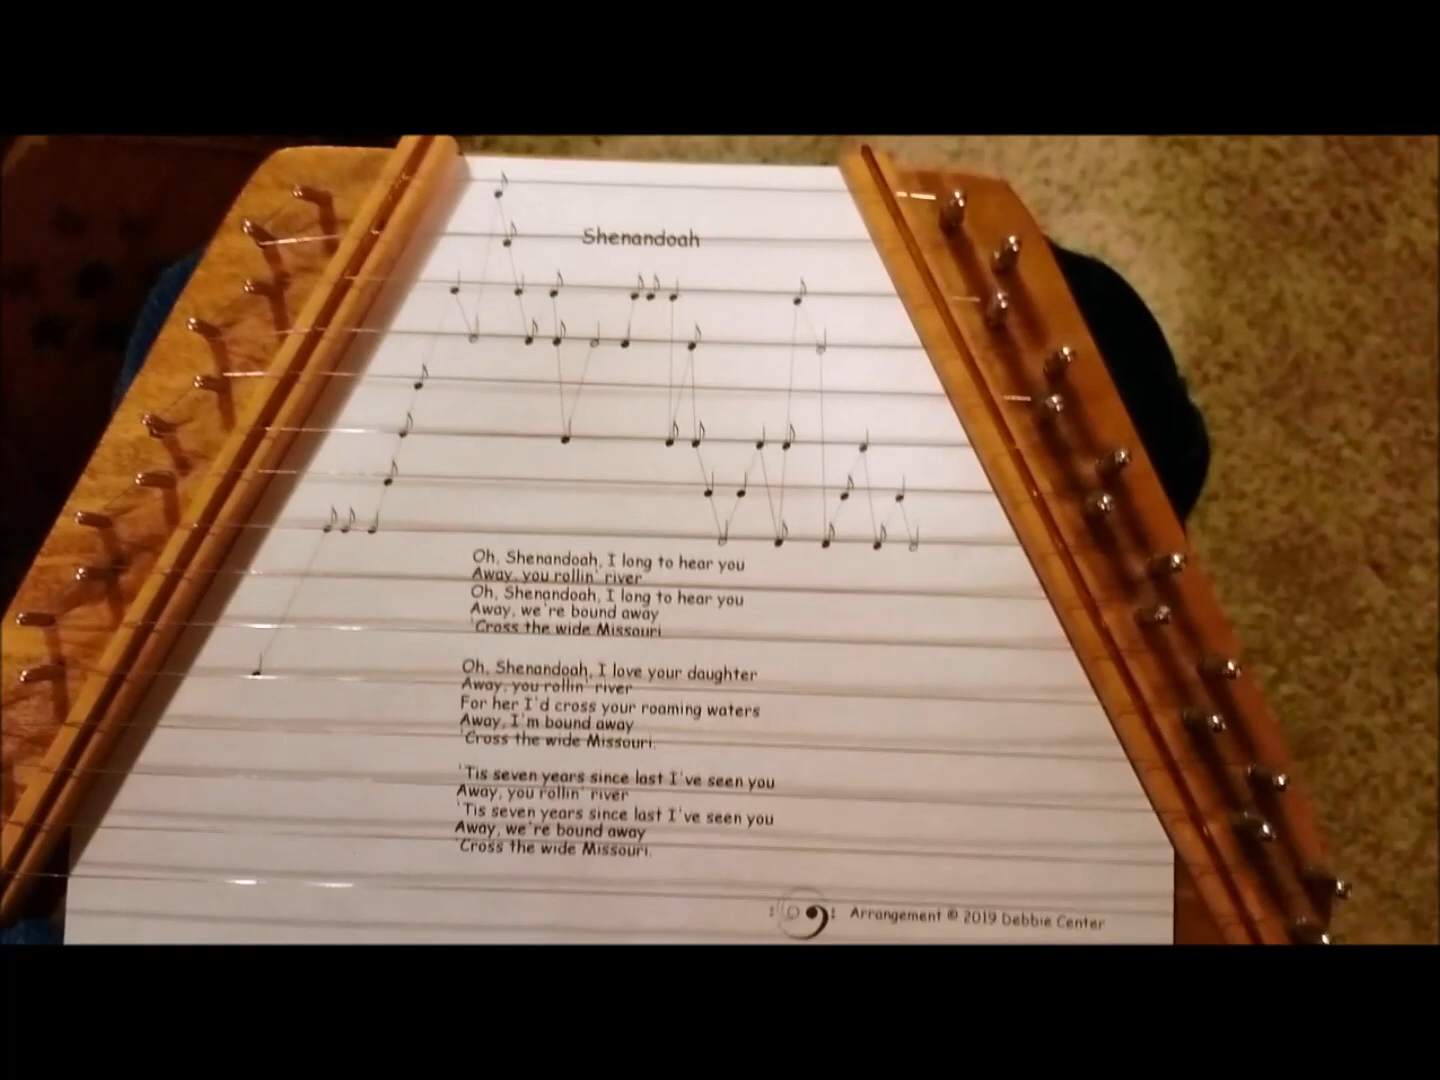 Shenandoah
Oh, Shenandoah, I long to hear you
Away, you rollin' river
Oh, Shenandoah, I long to hear you
Away, we're bound away
'Cross the wide Missouri
Oh, Shenandoah, I love your daughter
Away, you rollin' river
For her I'd cross your roaming waters
Away, I'm bound away
'Cross the wide Missouri.
'Tis seven years since last I've seen you
Away, you rollin' river
'Tis seven years since last I've seen you
Away, we're bound away
'Cross the wide Missouri.
Arrangement © 2019 Debbie Center